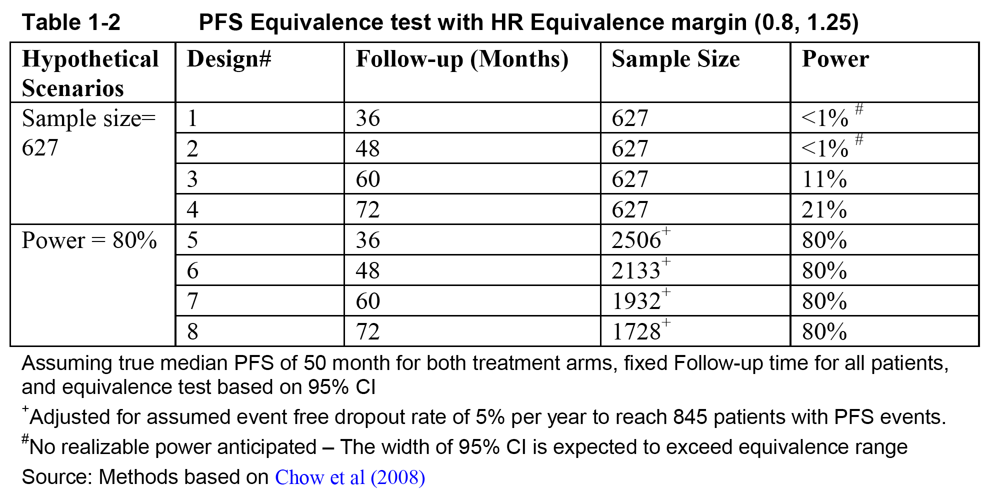 Table 1-2 PFS Equivalence test with HR Equivalence margin (0.8, 1.25)
Hypothetical Scenarios Design# Follow-up (Months) Sample Size Power
Sample size= 627 1 36 627 <1% #
2 48 627 <1% #
3 60 627 11%
4 72 627 21%
Power = 80% 5 36 2506+ 80%
6 48 2133+ 80%
7 60 1932+ 80%
8 72 1728+ 80%
Assuming true median PFS of 50 month for both treatment arms, fixed Follow-up time for all patients,
and equivalence test based on 95% CI
+Adjusted for assumed event free dropout rate of 5% per year to reach 845 patients with PFS events.
#No realizable power anticipated – The width of 95% CI is expected to exceed equivalence range
Source: Methods based on Chow et al (2008)